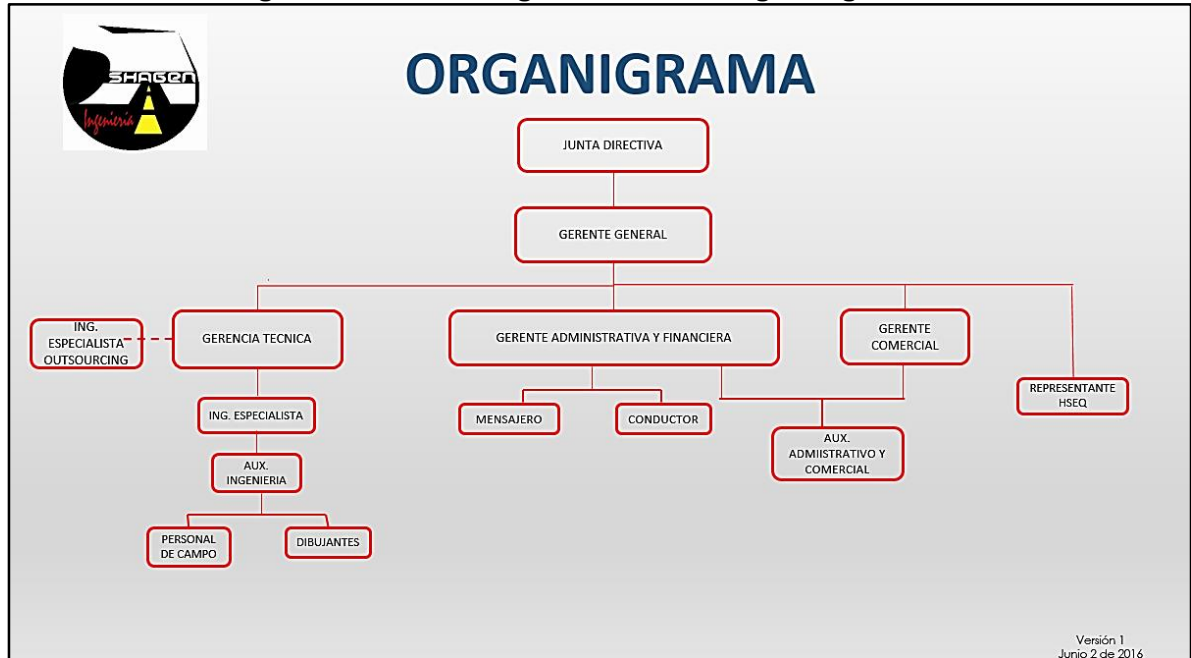 SHAGEN
Ingeniería
ORGANIGRAMA
JUNTA DIRECTIVA
GERENTE GENERAL
ING.
ESPECIALISTA
OUTSOURCING
GERENCIA TECNICA
GERENTE ADMINISTRATIVA Y FINANCIERA
GERENTE
COMERCIAL
REPRESENTANTE
HSEQ
ING. ESPECIALISTA
MENSAJERO
CONDUCTOR
AUX.
ADMIISTRATIVO Y
COMERCIAL
AUX.
INGENIERIA
PERSONAL
DE CAMPO
DIBUJANTES
Versión 1
Junio 2 de 2016